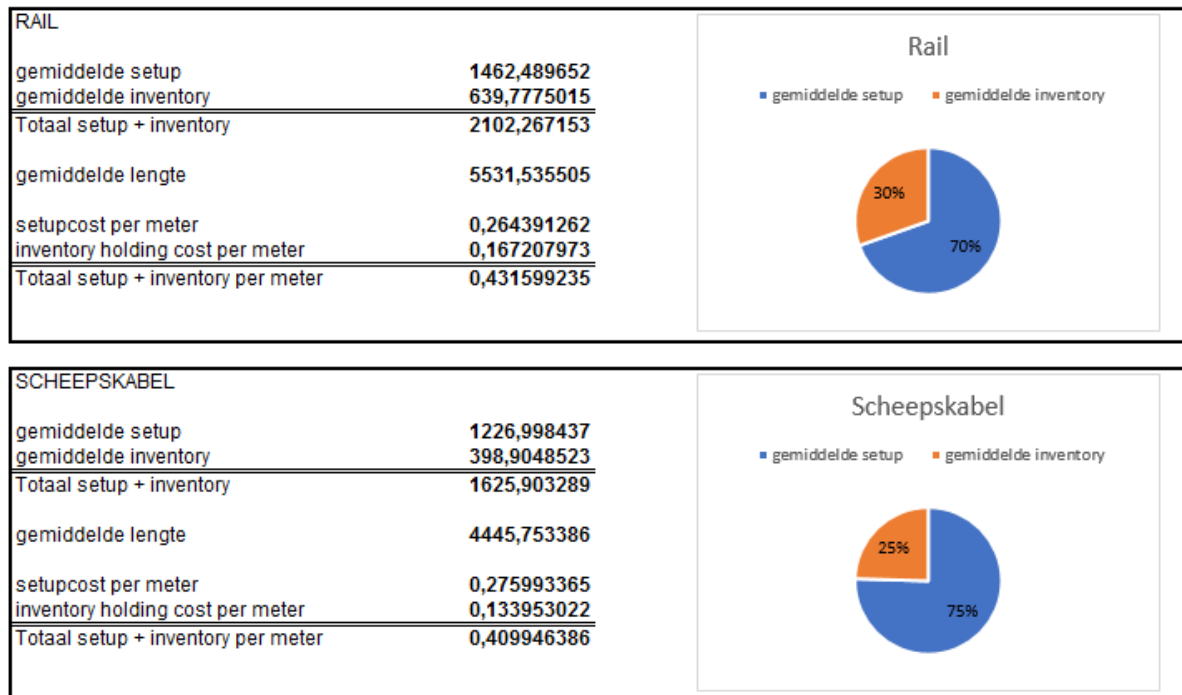 RAIL
gemiddelde setup 1462,489652
gemiddelde inventory 639,7775015
Totaal setup + inventory 2102,267153
gemiddelde lengte 5531,535505
setupcost per meter 0,264391262
inventory holding cost per meter 0,167207973
Totaal setup + inventory per meter 0,431599235
Rail
gemiddelde setup gemiddelde inventory
30%
70%
SCHEEPSKABEL
gemiddelde setup 1226,998437
gemiddelde inventory 398,9048523
Totaal setup + inventory 1625,903289
gemiddelde lengte 4445,753386
setupcost per meter 0,275993365
inventory holding cost per meter 0,133953022
Totaal setup + inventory per meter 0,409946386
Scheepskabel
gemiddelde setup gemiddelde inventory
25%
75%